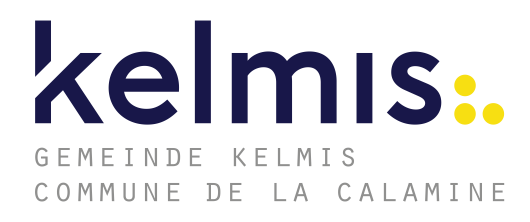 kelmis
GEMEINDE KELMIS
COMMUNE DE LA CALAMINE